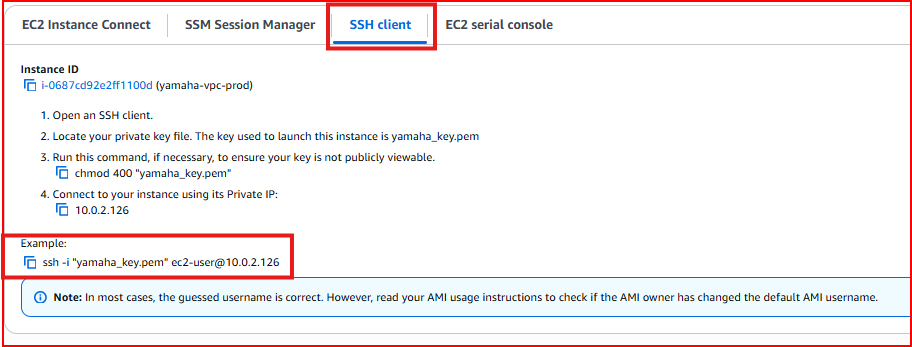 EC2 Instance Connect SSM Session Manager SSH client EC2 serial console
Instance ID
i-0687cd92e2ff1100d (yamaha-vpc-prod)
1. Open an SSH client.
2. Locate your private key file. The key used to launch this instance is yamaha_key.pem
3. Run this command, if necessary, to ensure your key is not publicly viewable.
chmod 400 "yamaha_key.pem"
4. Connect to your instance using its Private IP:
10.0.2.126
Example:
ssh -i "yamaha_key.pem" ec2-user@10.0.2.126
Note: In most cases, the guessed username is correct. However, read your AMI usage instructions to check if the AMI owner has changed the default AMI username.